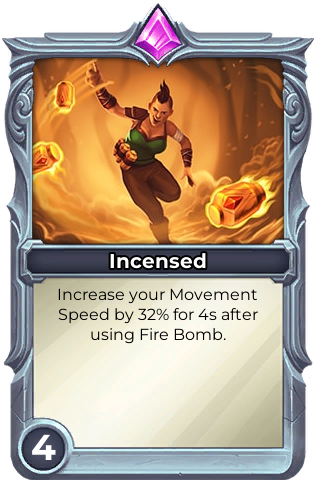 Incensed
Increase your Movement
Speed by 32% for 4s after
using Fire Bomb.
4